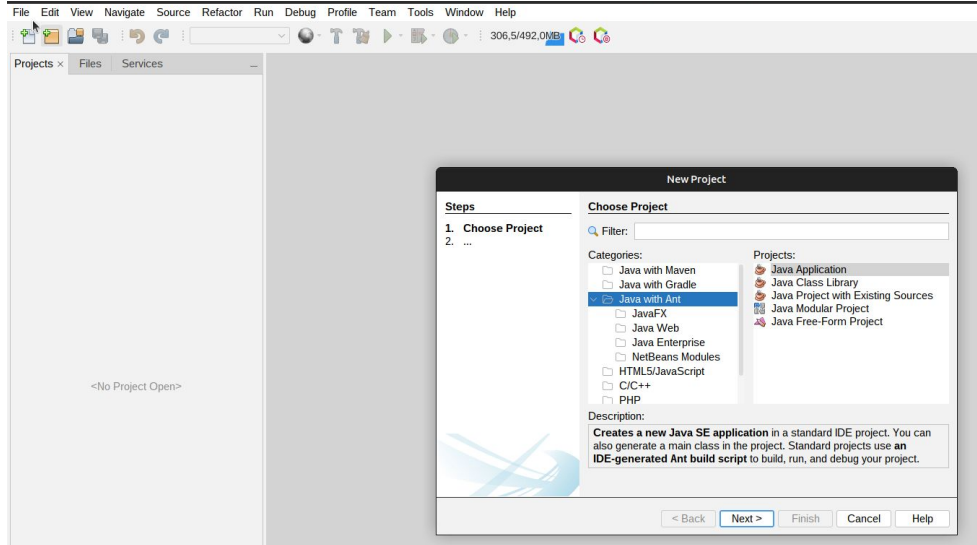 File Edit View Navigate Source Refactor Run Debug Profile Team Tools Window Help
306,5/492,0MB
Projects Files Services
<No Project Open>
New Project
Steps
1. Choose Project
2. ...
Choose Project
Filter:
Categories:
Java with Maven
Java with Gradle
Java with Ant
JavaFX
Java Web
Java Enterprise
NetBeans Modules
HTML5/JavaScript
C/C++
PHP
Projects:
Java Application
Java Class Library
Java Project with Existing Sources
Java Modular Project
Java Free-Form Project
Description:
Creates a new Java SE application in a standard IDE project. You can
also generate a main class in the project. Standard projects use an
IDE-generated Ant build script to build, run, and debug your project.
< Back Next > Finish Cancel Help